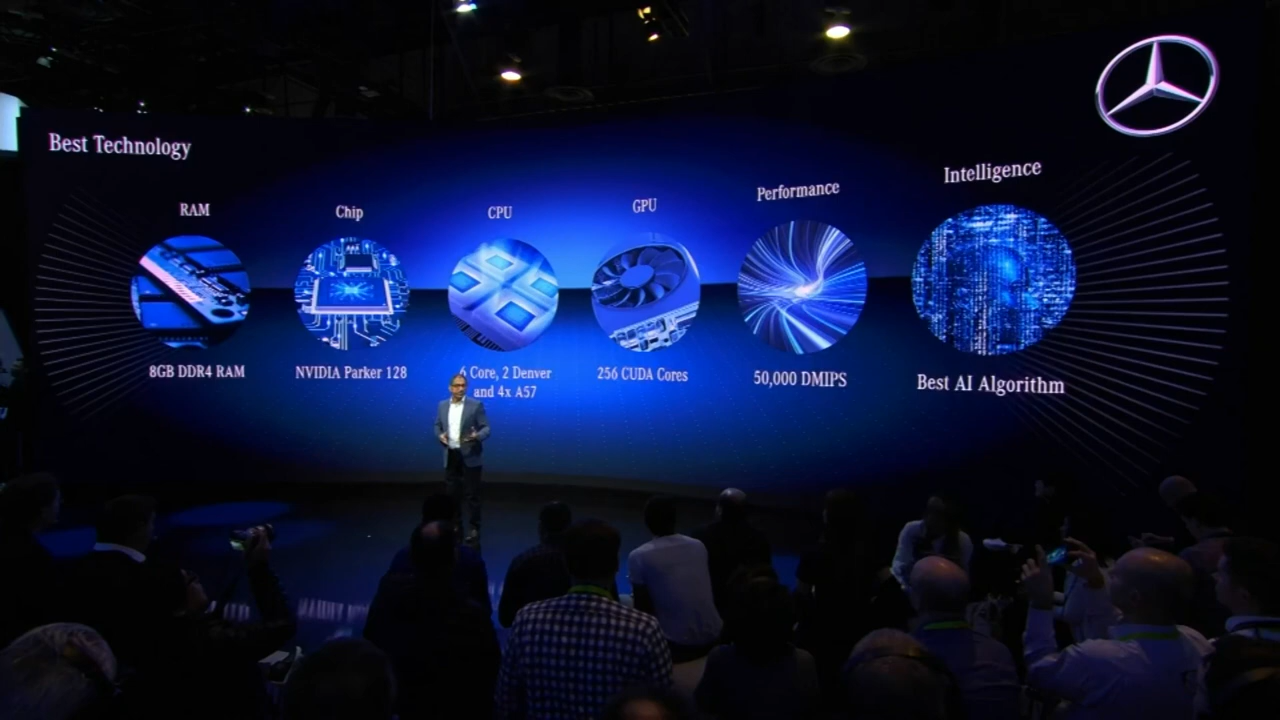 Best Technology
RAM
8GB DDR4 RAM
Chip
NVIDIA Parker 128
CPU
6 Core, 2 Denver
and 4x A57
GPU
256 CUDA Cores
Performance
50,000 DMIPS
Intelligence
Best AI Algorithm